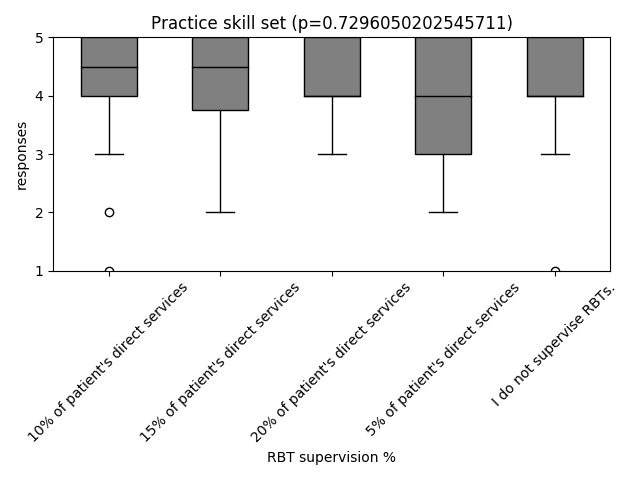 Practice skill set (p=0.7296050202545711)
5
4
3
2
1
responses
10% of patient's direct services
15% of patient's direct services
20% of patient's direct services
5% of patient's direct services
I do not supervise RBTs.
RBT supervision %